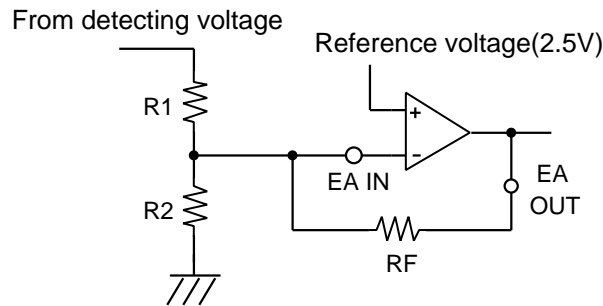 From detecting voltage
Reference voltage(2.5V)
R1
+
−
EA IN
EA
OUT
R2
RF